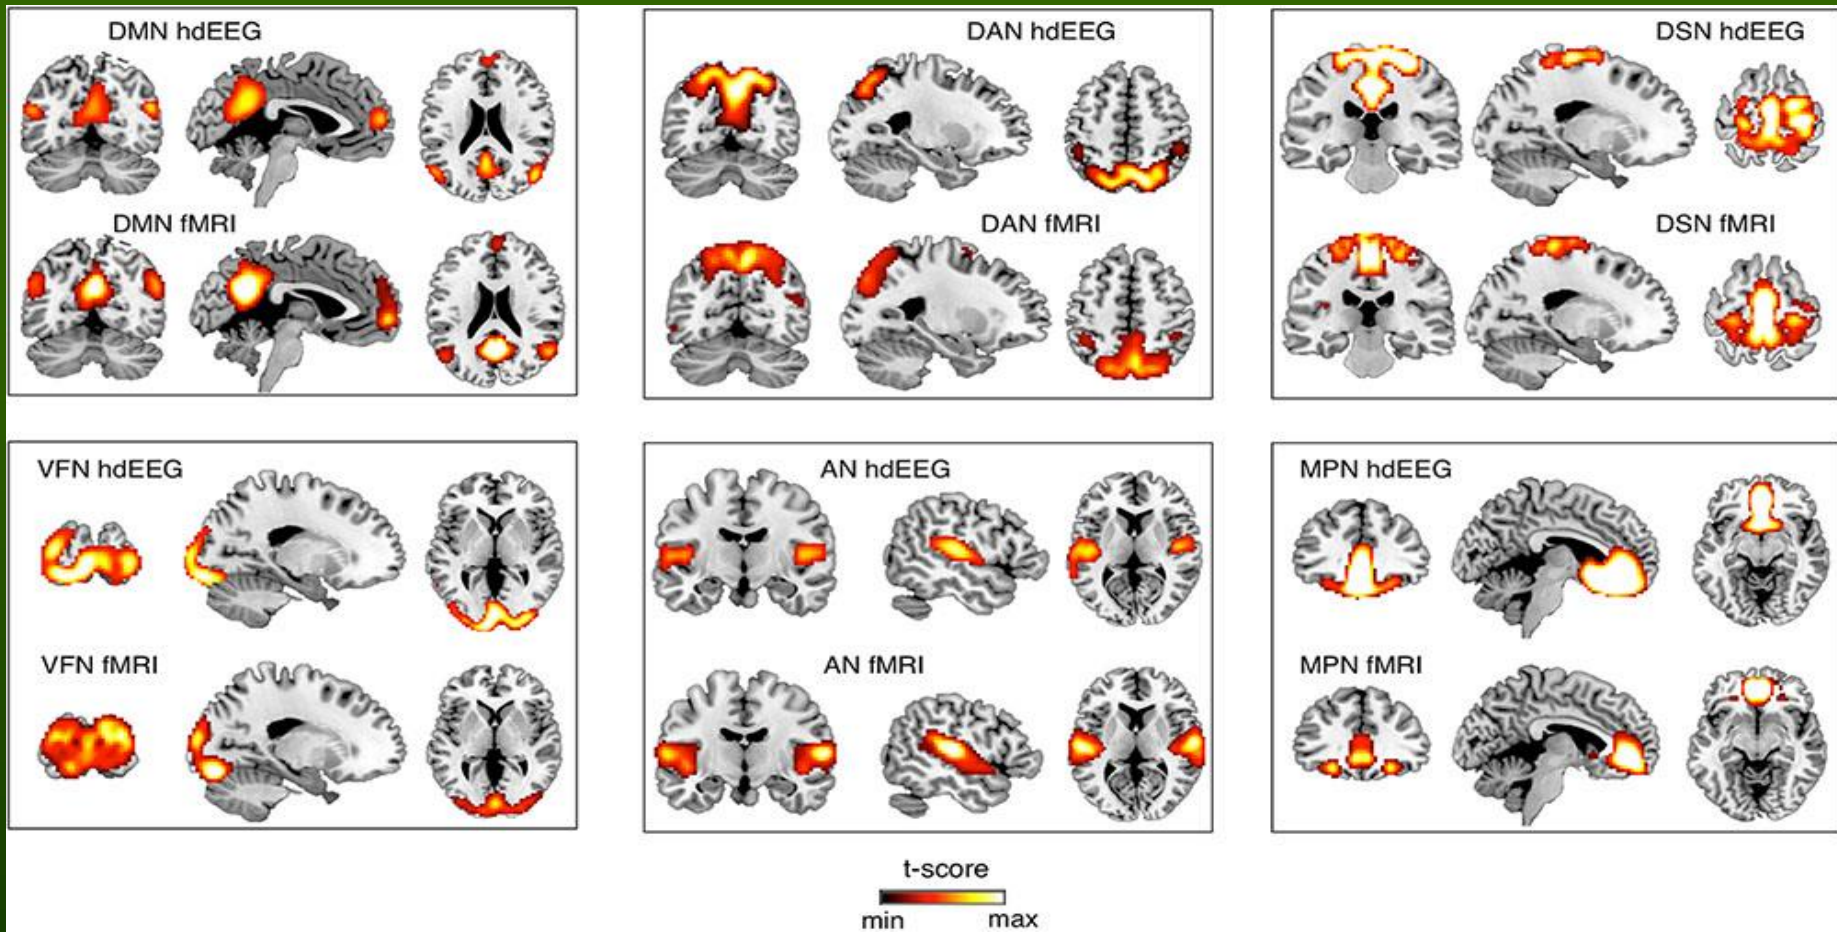 DMN hdEEG
DMN fMRI
DAN hdEEG
DAN fMRI
DSN hdEEG
DSN fMRI
VFN hdEEG
VFN fMRI
AN hdEEG
AN fMRI
MPN hdEEG
MPN fMRI
t-score
min max